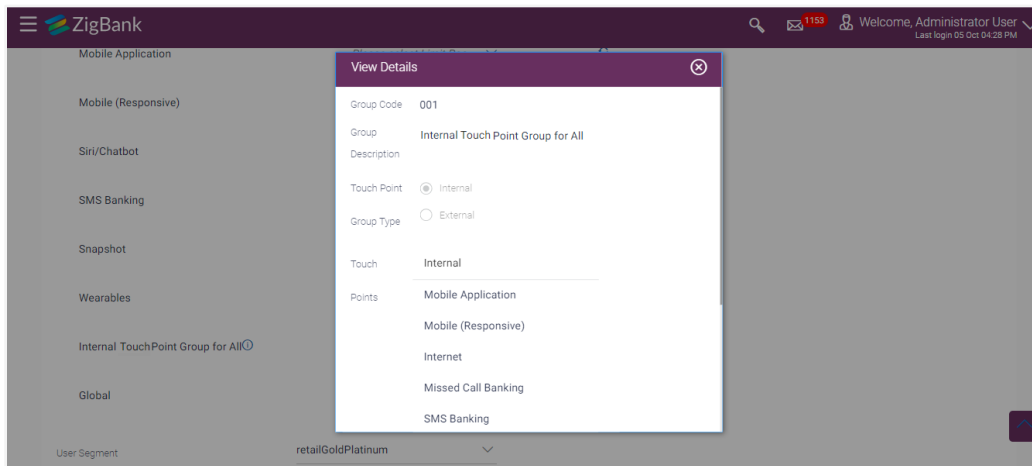 ZigBank
1153
Welcome, Administrator User
Last login 05 Oct 04:28 PM
Mobile Application
Mobile (Responsive)
Siri/Chatbot
SMS Banking
Snapshot
Wearables
Internal TouchPoint Group for All
Global
User Segment
retailGoldPlatinum
View Details
Group Code 001
Group Description
Internal Touch Point Group for All
Touch Point Group Type
Internal
External
Touch Points
Internal
Mobile Application
Mobile (Responsive)
Internet
Missed Call Banking
SMS Banking